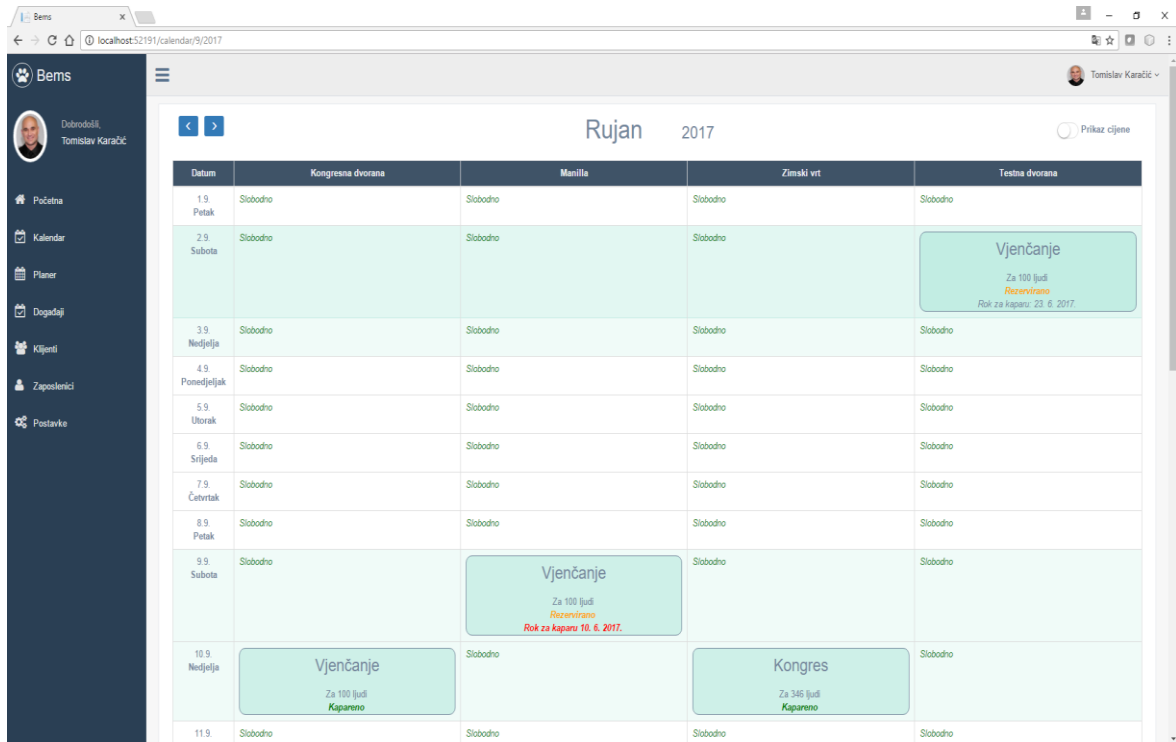 Bems x
localhost:52191/calendar/9/2017
Bems
Tomislav Karačić
Dobrodošli,
Tomislav Karačić
Početna
Kalendar
Planer
Događaji
Klijenti
Zaposlenici
Postavke
Rujan 2017
Prikaz cijene
Datum Kongresna dvorana Manilla Zimski vrt Testna dvorana
1.9. Slobodno Slobodno Slobodno Slobodno
Petak
2.9. Slobodno Slobodno Slobodno
Subota
Vjenčanje
Za 100 ljudi
Rezervirano
Rok za kaparu: 23. 6. 2017.
3.9. Slobodno Slobodno Slobodno Slobodno
Nedjelja
4.9. Slobodno Slobodno Slobodno Slobodno
Ponedjeljak
5.9. Slobodno Slobodno Slobodno Slobodno
Utorak
6.9. Slobodno Slobodno Slobodno Slobodno
Srijeda
7.9. Slobodno Slobodno Slobodno Slobodno
Četvrtak
8.9. Slobodno Slobodno Slobodno Slobodno
Petak
9.9. Slobodno Slobodno Slobodno
Subota
Vjenčanje
Za 100 ljudi
Rezervirano
Rok za kaparu 10. 6. 2017.
10.9. Slobodno Slobodno
Nedjelja
Vjenčanje Kongres
Za 100 ljudi Za 346 ljudi
Kapareno Kapareno
11.9. Slobodno Slobodno Slobodno Slobodno